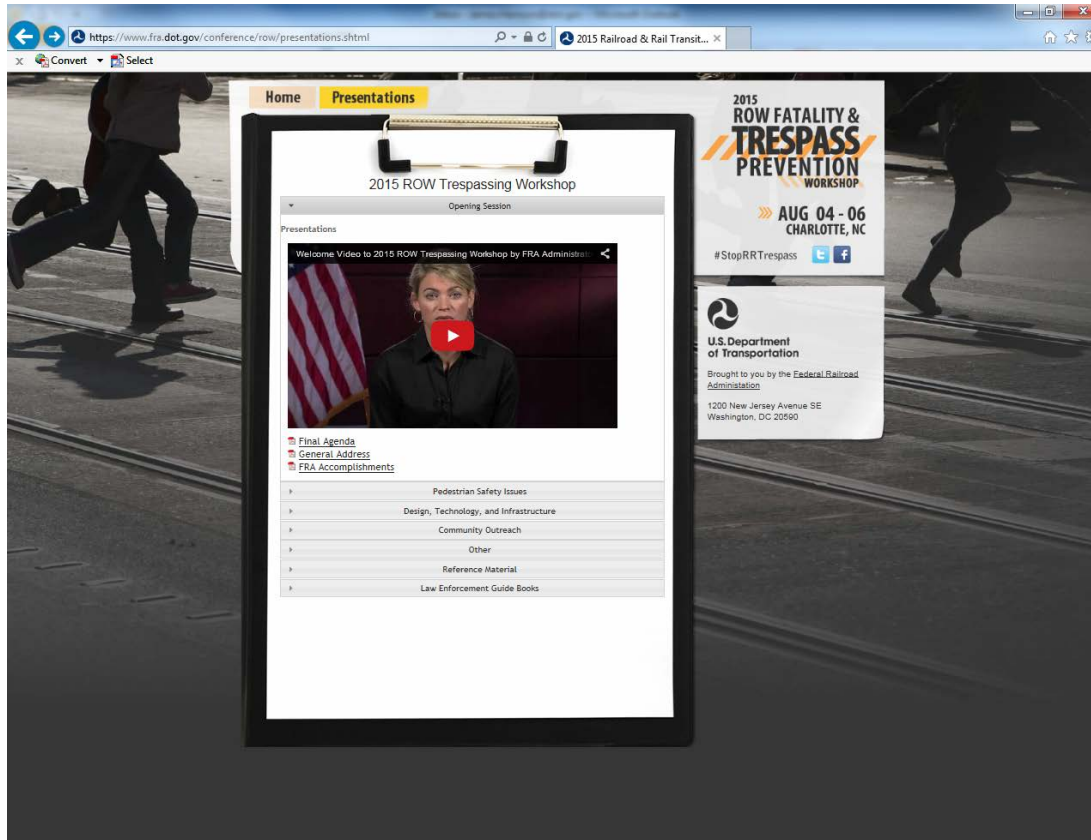 https://www.fra.dot.gov/conference/row/presentations.shtml
2015 Railroad & Rail Transit...
x Convert Select
Home Presentations
2015 ROW Trespassing Workshop
Opening Session
Presentations
Welcome Video to 2015 ROW Trespassing Workshop by FRA Administrat
Final Agenda
General Address
FRA Accomplishments
Pedestrian Safety Issues
Design, Technology, and Infrastructure
Community Outreach
Other
Reference Material
Law Enforcement Guide Books
2015
ROW FATALITY &
TRESPASS
PREVENTION
WORKSHOP
AUG 04 - 06
CHARLOTTE, NC
#StopRRTrespass
U.S. Department
of Transportation
Brought to you by the Federal Railroad
Administation
1200 New Jersey Avenue SE
Washington, DC 20590